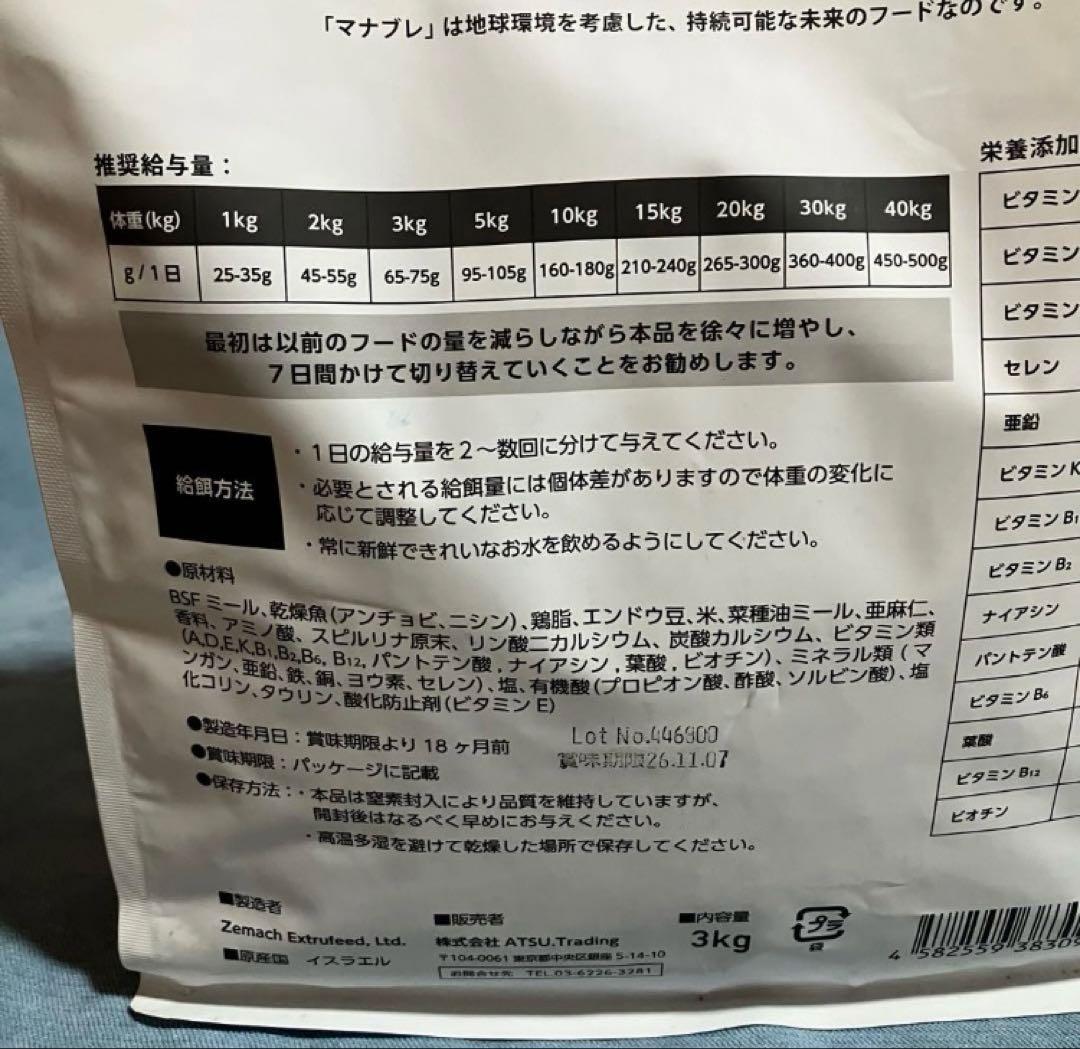 「マナブレ」は地球環境を考慮した、持続可能な未来のフードなのです。
推奨給与量：
体重(kg) 1kg 2kg 3kg 5kg 10kg 15kg 20kg 30kg 40kg
g/1日 25-35g 45-55g 65-75g 95-105g 160-180g 210-240g 265-300g 360-400g 450-500g
最初は以前のフードの量を減らしながら本品を徐々に増やし、
7日間かけて切り替えていくことをお勧めします。
給餌方法
・1日の給与量を2～数回に分けて与えてください。
・必要とされる給餌量には個体差がありますので体重の変化に
応じて調整してください。
・常に新鮮できれいなお水を飲めるようにしてください。
●原材料
BSFミール、乾燥魚(アンチョビ、ニシン)、鶏脂、エンドウ豆、米、菜種油ミール、亜麻仁、
香料、アミノ酸、スピルリナ原末、リン酸二カルシウム、炭酸カルシウム、ビタミン類
(A,D,E,K,B₁,B₂,B₆, B₁₂, パントテン酸 , ナイアシン , 葉酸 , ビオチン)、ミネラル類 (マ
ンガン、亜鉛、鉄、銅、ヨウ素、セレン)、塩、有機酸(プロピオン酸、酢酸、ソルビン酸)、塩
化コリン、タウリン、酸化防止剤(ビタミンE)
●製造年月日：賞味期限より18ヶ月前
●賞味期限：パッケージに記載
Lot No.446900
賞味期限26.11.07
●保存方法：・本品は窒素封入により品質を維持していますが、
開封後はなるべく早めにお与えください。
・高温多湿を避けて乾燥した場所で保存してください。
■製造者
Zemach Extrufeed, Ltd.
■原産国 イスラエル
■販売者
株式会社 ATSU.Trading
〒104-0061 東京都中央区銀座 5-14-10
お問合せ先 TEL.03-6226-3281
■内容量
3kg
プラ
袋
4 582559 38309
栄養添加
ビタミン
ビタミン
ビタミン
セレン
亜鉛
ビタミンK
ビタミンB₁
ビタミンB₂
ナイアシン
パントテン酸
ビタミンB₆
葉酸
ビタミンB₁₂
ビオチン